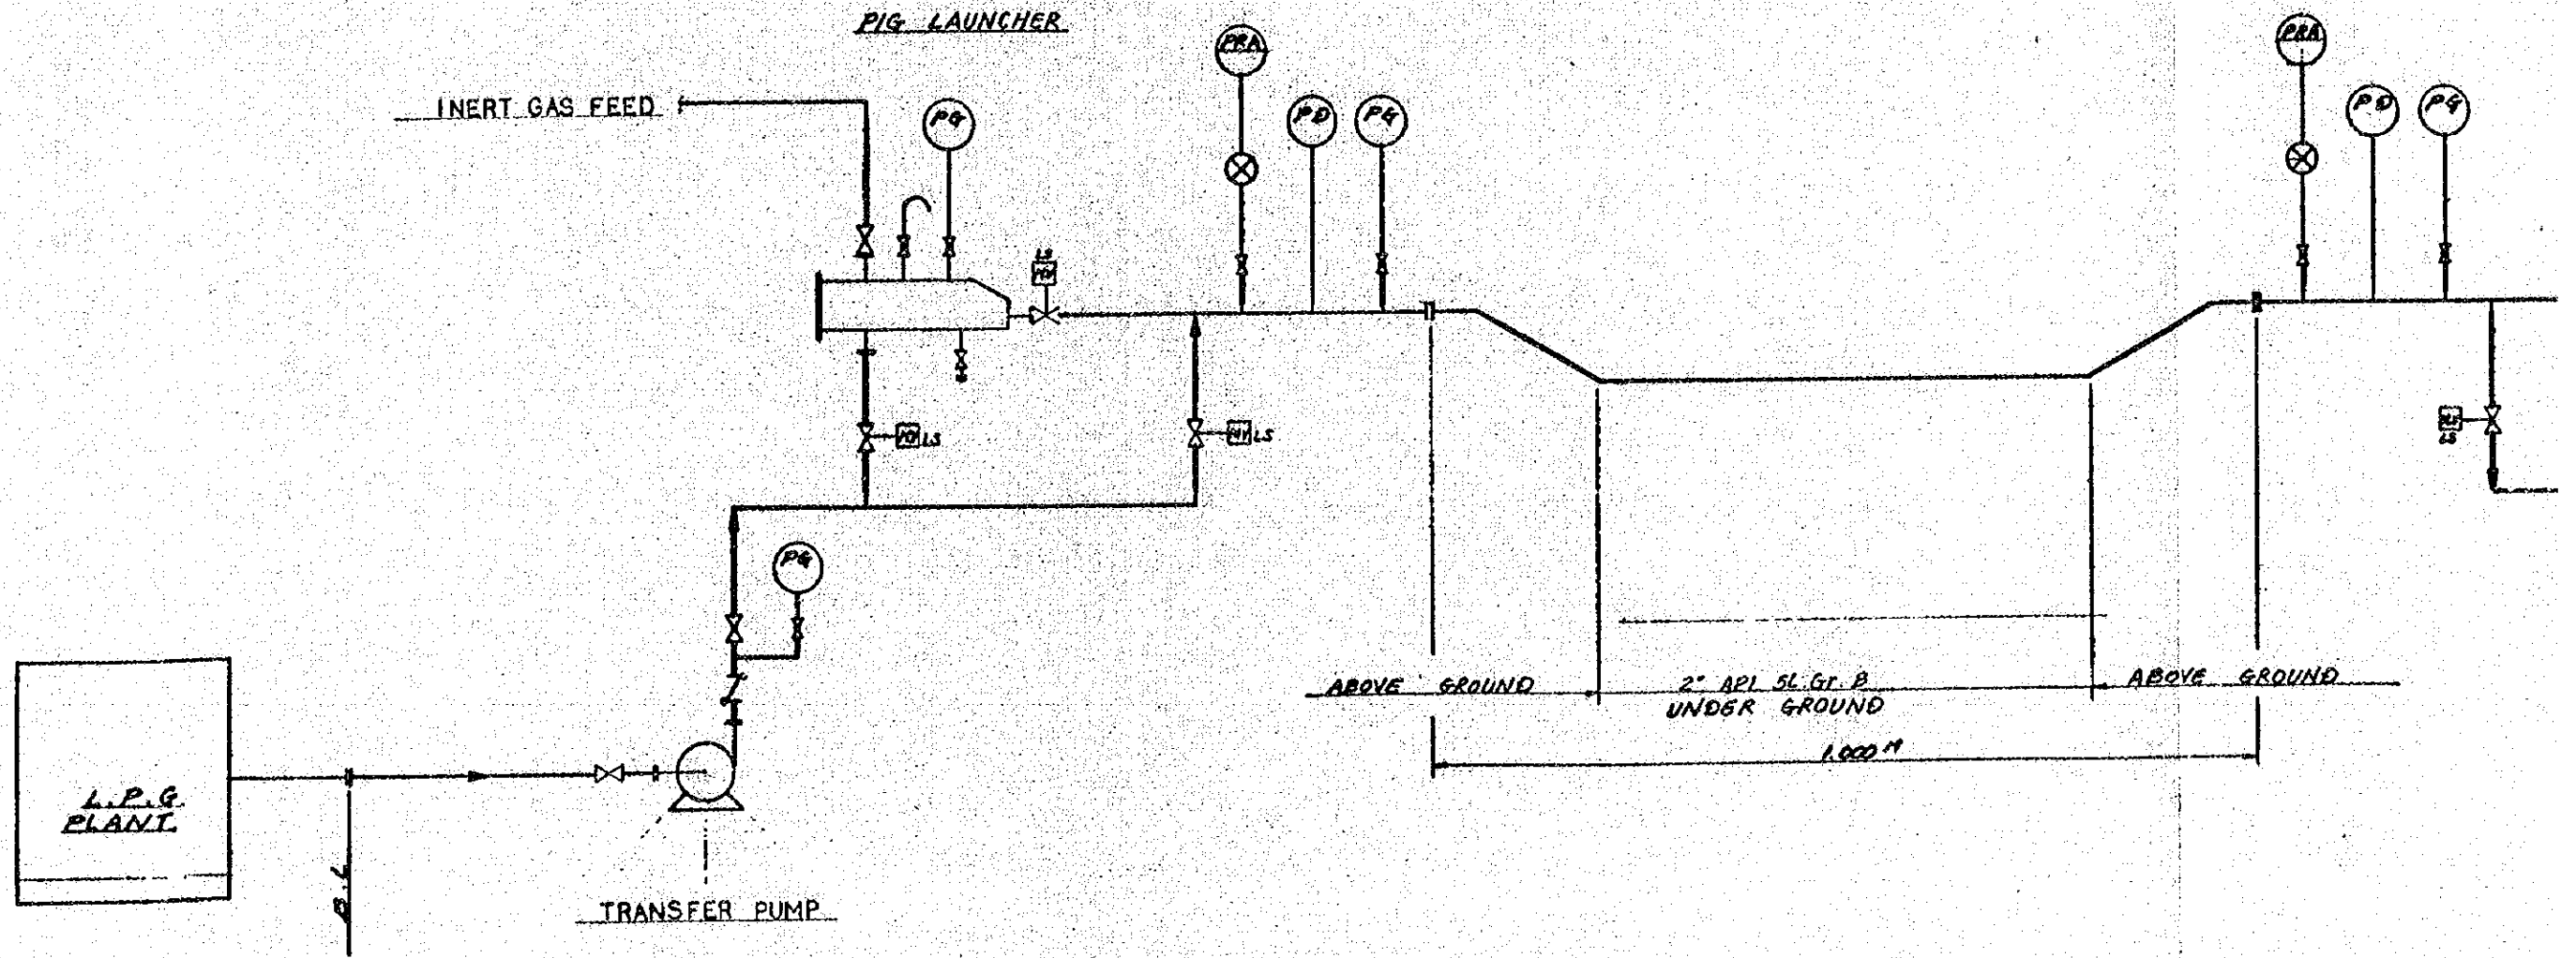 PIG LAUNCHER
PRA
PRA
INERT GAS FEED
PG
PD
PG
PD
PG
LS
LS
LS
LS
PG
ABOVE GROUND
2" API 5L Gr. B
UNDER GROUND
ABOVE GROUND
1.000 M
L.P.G.
PLANT.
B.L
TRANSFER PUMP